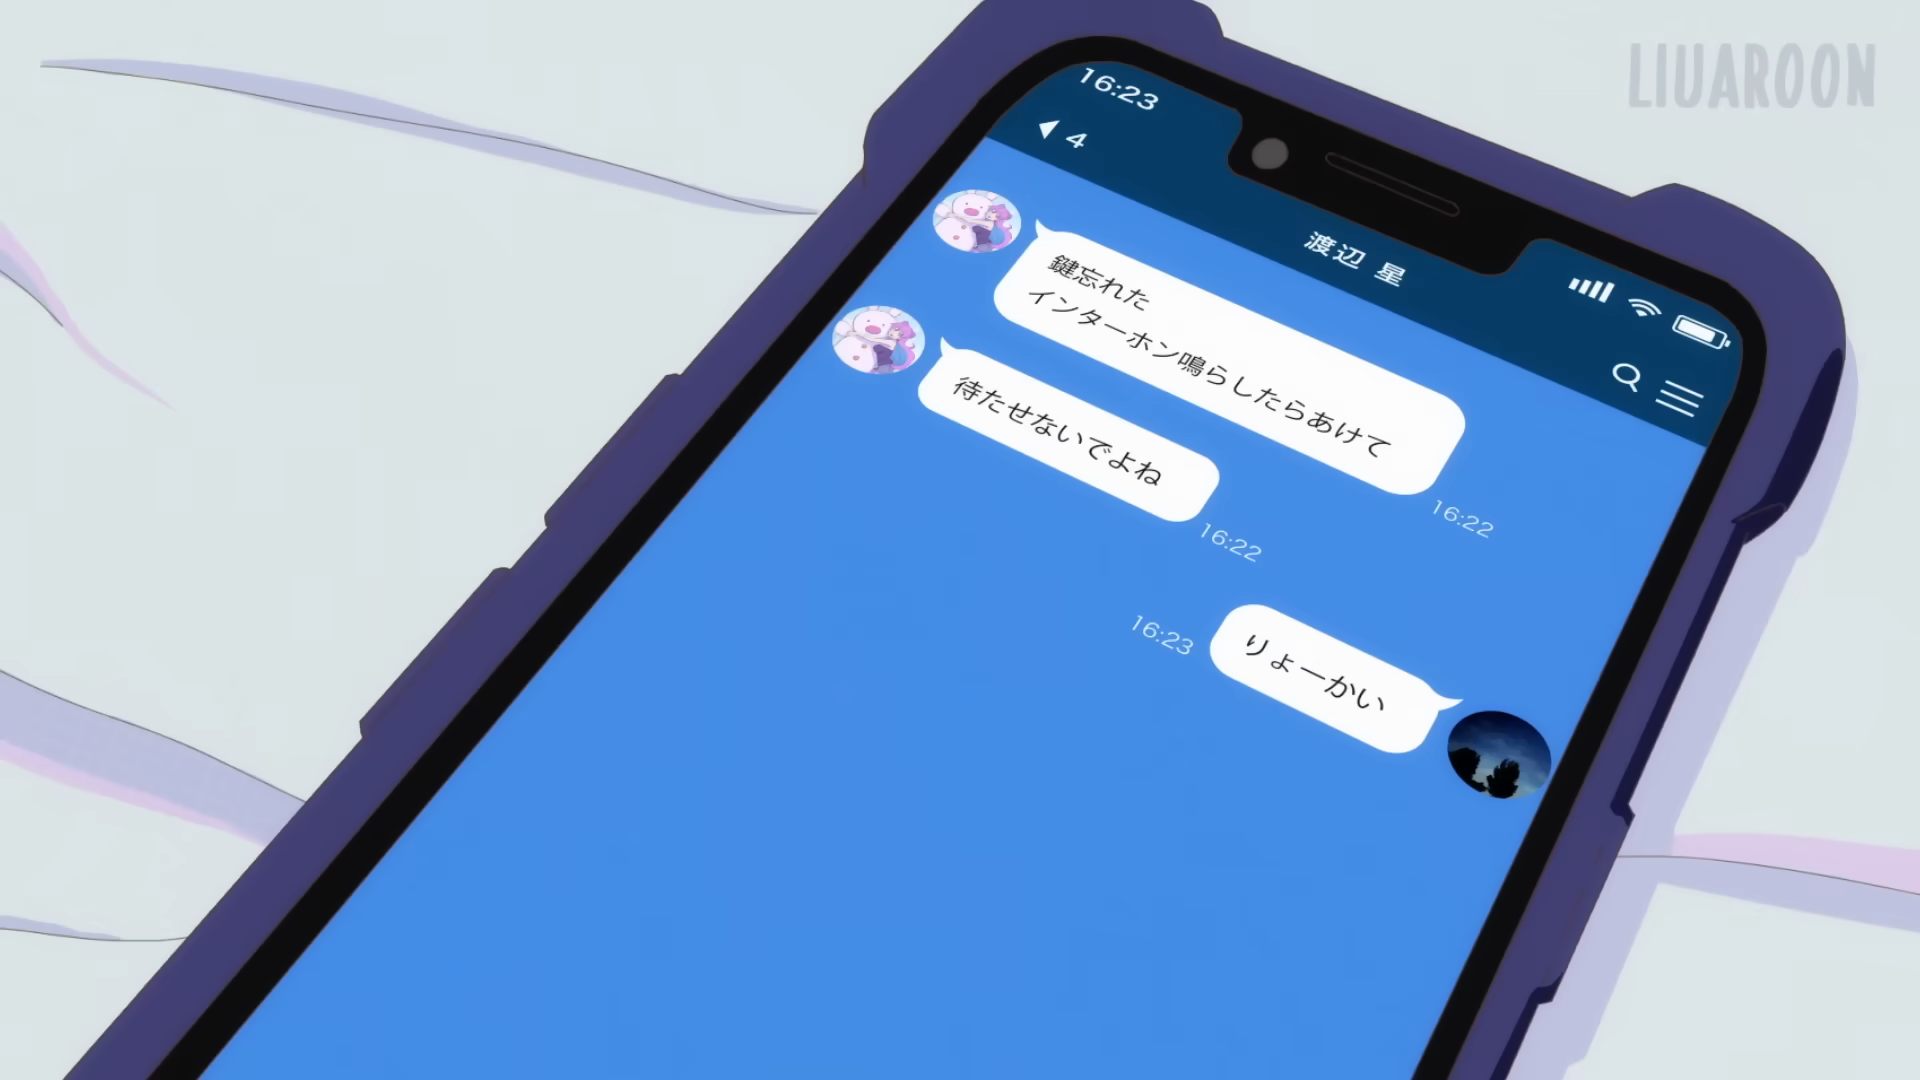 LIUAROON
16:23
4
渡辺 星
鍵忘れた
インターホン鳴らしたらあけて
16:22
待たせないでよね
16:22
16:23
りょーかい